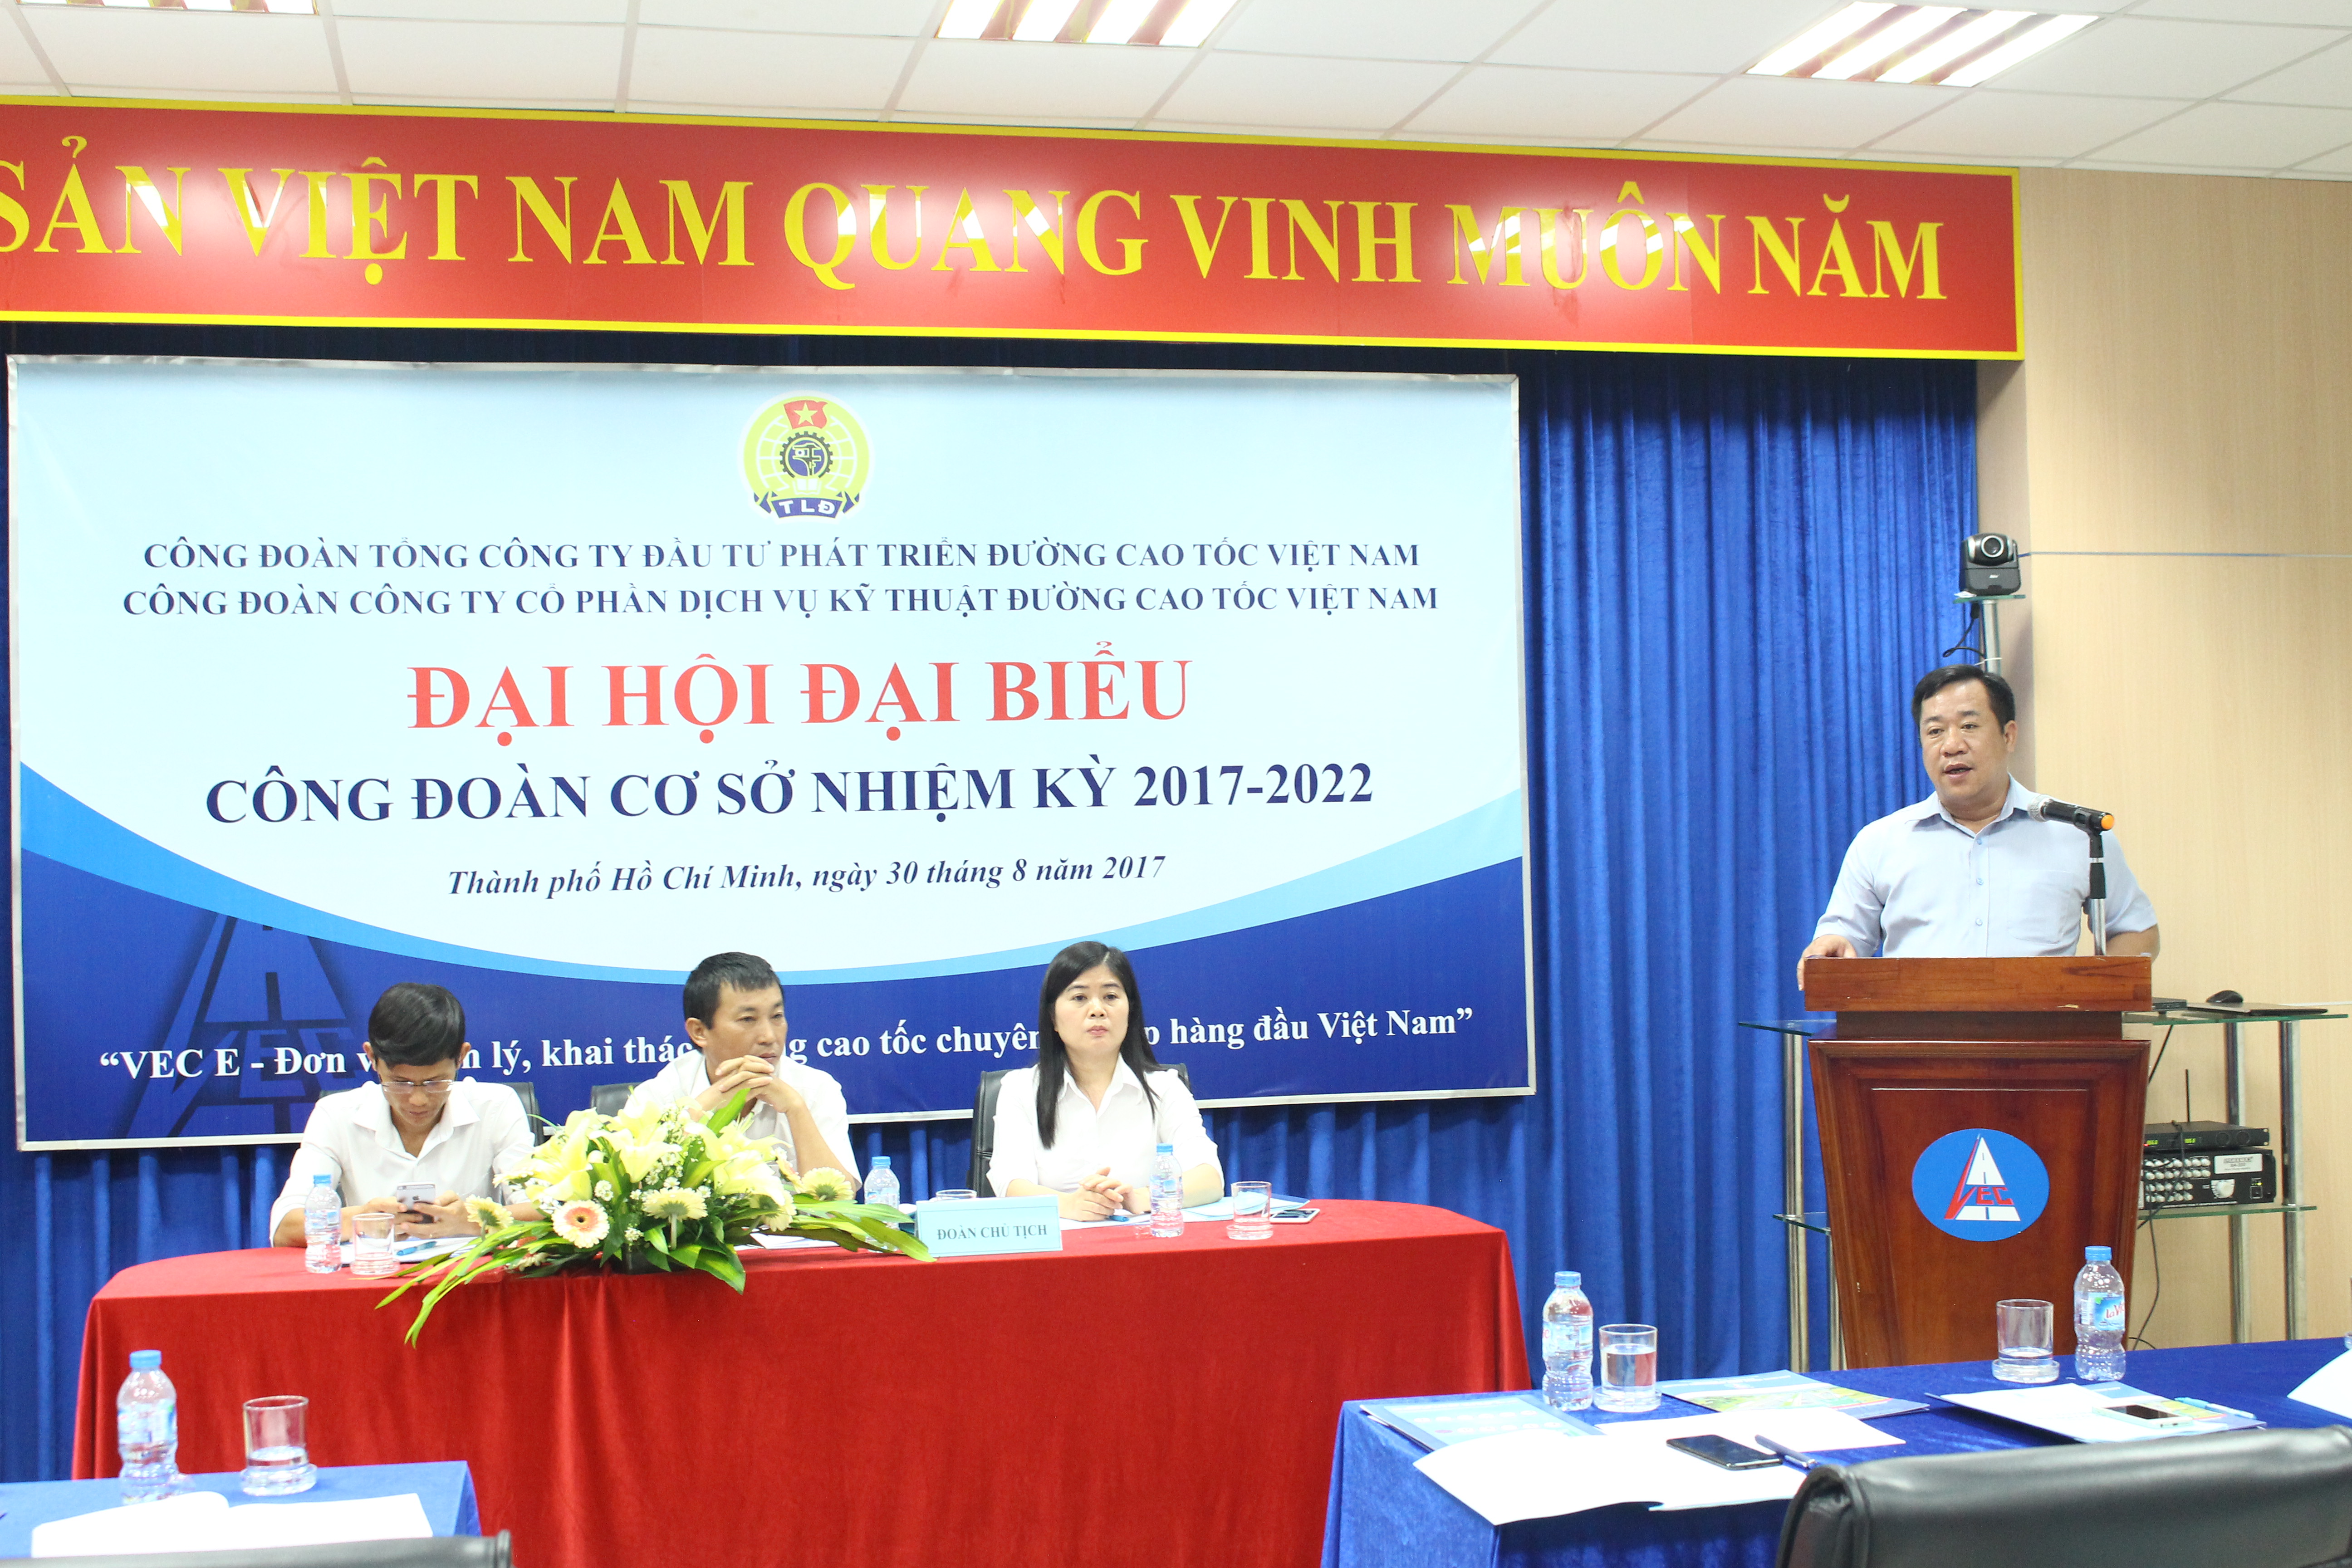 SẢN VIỆT NAM QUANG VINH MUÔN NĂM
TLĐ
CÔNG ĐOÀN TỔNG CÔNG TY ĐẦU TƯ PHÁT TRIỂN ĐƯỜNG CAO TỐC VIỆT NAM
CÔNG ĐOÀN CÔNG TY CỔ PHẦN DỊCH VỤ KỸ THUẬT ĐƯỜNG CAO TỐC VIỆT NAM
ĐẠI HỘI ĐẠI BIỂU
CÔNG ĐOÀN CƠ SỞ NHIỆM KỲ 2017-2022
Thành phố Hồ Chí Minh, ngày 30 tháng 8 năm 2017
VEC
“VEC E - Đơn lý, khai thác cao tốc chuyên hàng đầu Việt Nam”
ĐOÀN CHỦ TỊCH
VEC
LaVie